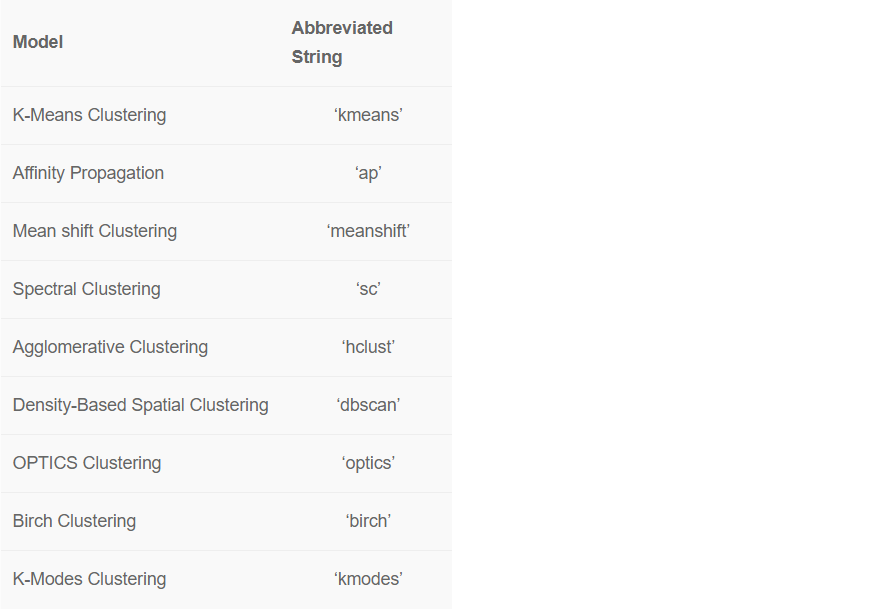 Model Abbreviated
String
K-Means Clustering ‘kmeans’
Affinity Propagation ‘ap’
Mean shift Clustering ‘meanshift’
Spectral Clustering ‘sc’
Agglomerative Clustering ‘hclust’
Density-Based Spatial Clustering ‘dbscan’
OPTICS Clustering ‘optics’
Birch Clustering ‘birch’
K-Modes Clustering ‘kmodes’